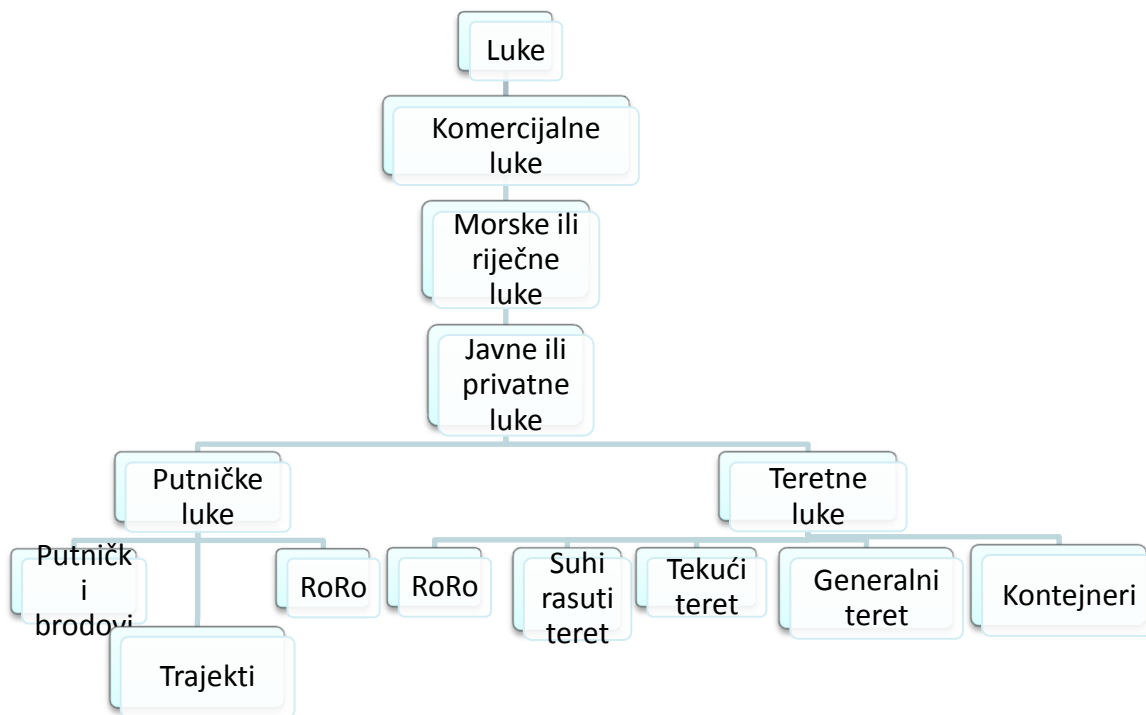 Luke
Komercijalne
luke
Morske ili
riječne
luke
Javne ili
privatne
luke
Putničke
luke
Teretne
luke
Putničk
i
brodovi
Trajekti
RoRo
RoRo
Suhi
rasuti
teret
Tekući
teret
Generalni
teret
Kontejneri